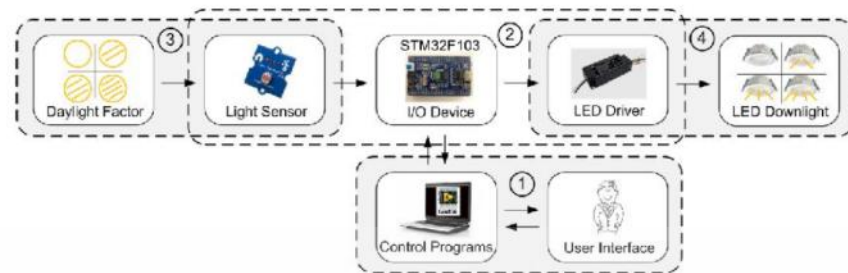 ③
②
④
STM32F103
Daylight Factor
Light Sensor
I/O Device
LED Driver
LED Downlight
①
Control Programs
User Interface